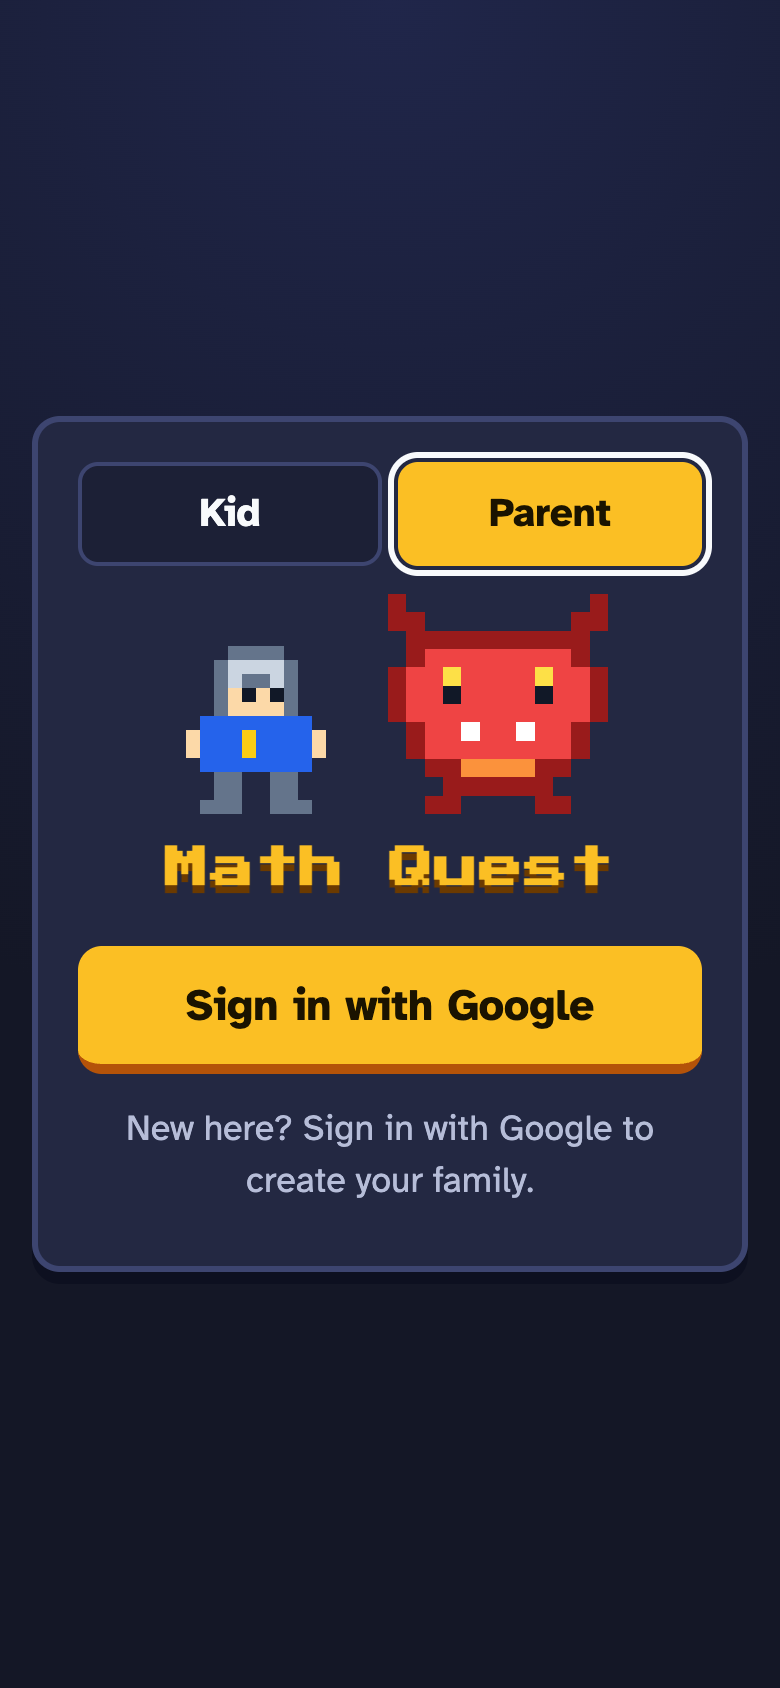 Kid
Parent
Math Quest
Sign in with Google
New here? Sign in with Google to
create your family.